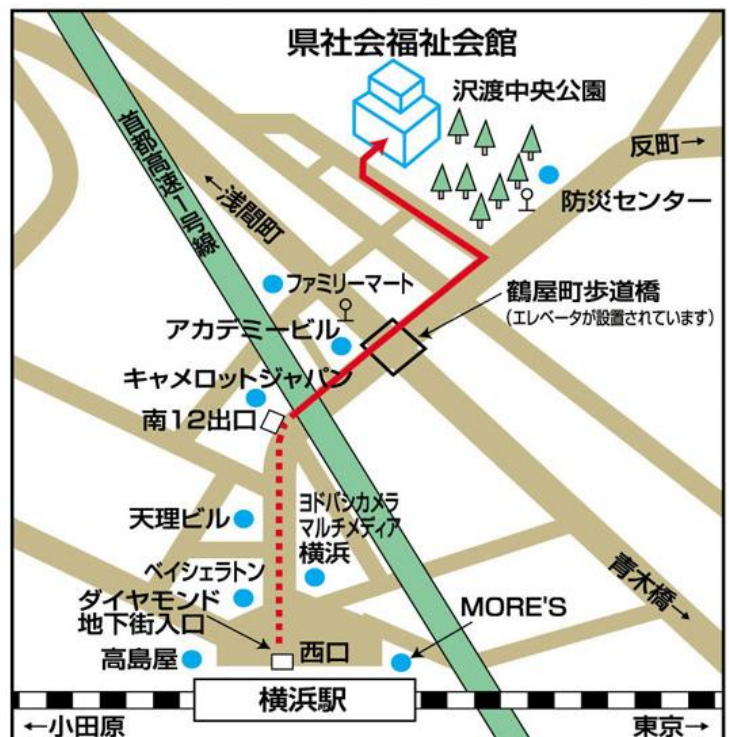 県社会福祉会館
沢渡中央公園
反町→
首都高速1号線
←浅間町
防災センター
ファミリーマート
鶴屋町歩道橋
(エレベータが設置されています)
アカデミービル
キャメロットジャパン
南12出口
天理ビル
ヨドバシカメラ
マルチメディア
横浜
ベイシェラトン
ダイヤモンド
地下街入口
青木橋→
MORE'S
高島屋
西口
横浜駅
←小田原
東京→